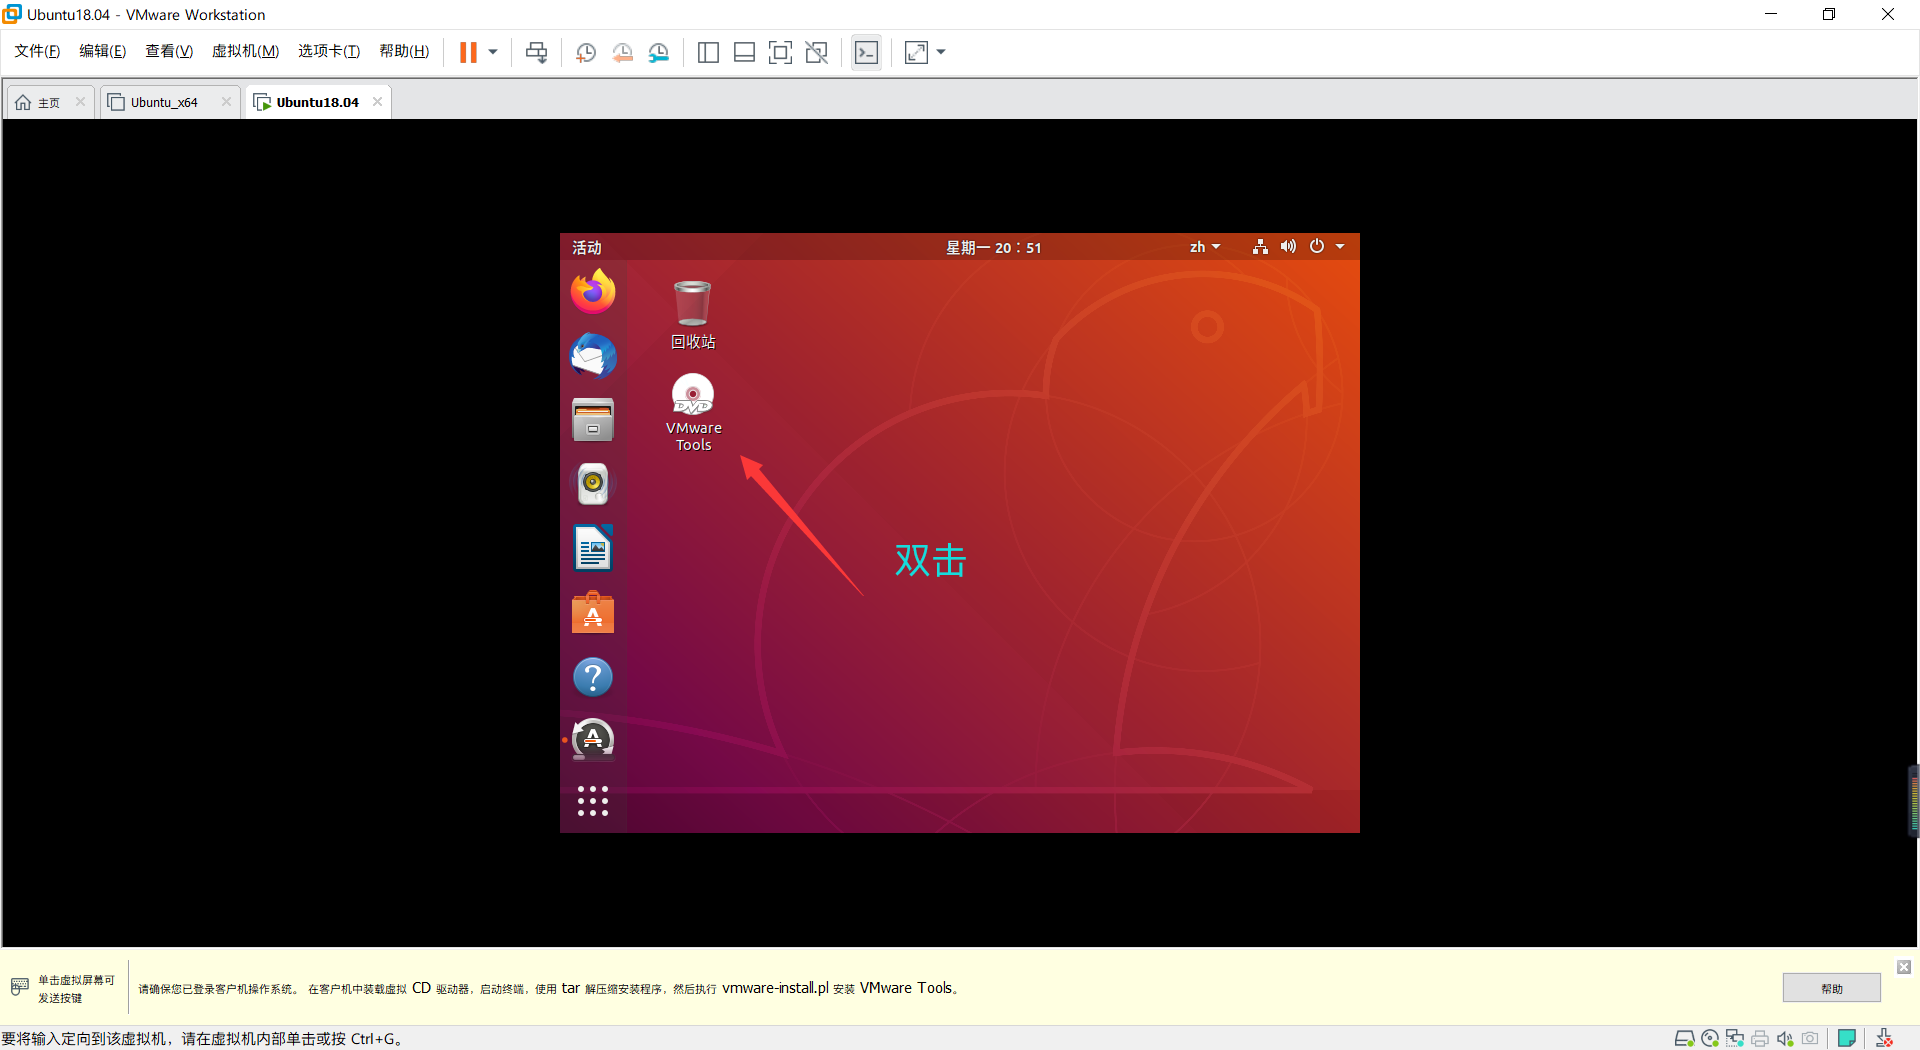 Ubuntu18.04 - VMware Workstation
文件(F) 编辑(E) 查看(V) 虚拟机(M) 选项卡(T) 帮助(H)
主页 Ubuntu_x64 Ubuntu18.04
活动 星期一 20：51 zh
回收站
DVD
VMware
Tools
双击
单击虚拟屏幕可
发送按键
请确保您已登录客户机操作系统。 在客户机中装载虚拟 CD 驱动器，启动终端，使用 tar 解压缩安装程序，然后执行 vmware-install.pl 安装 VMware Tools。
帮助
要将输入定向到该虚拟机，请在虚拟机内部单击或按 Ctrl+G。